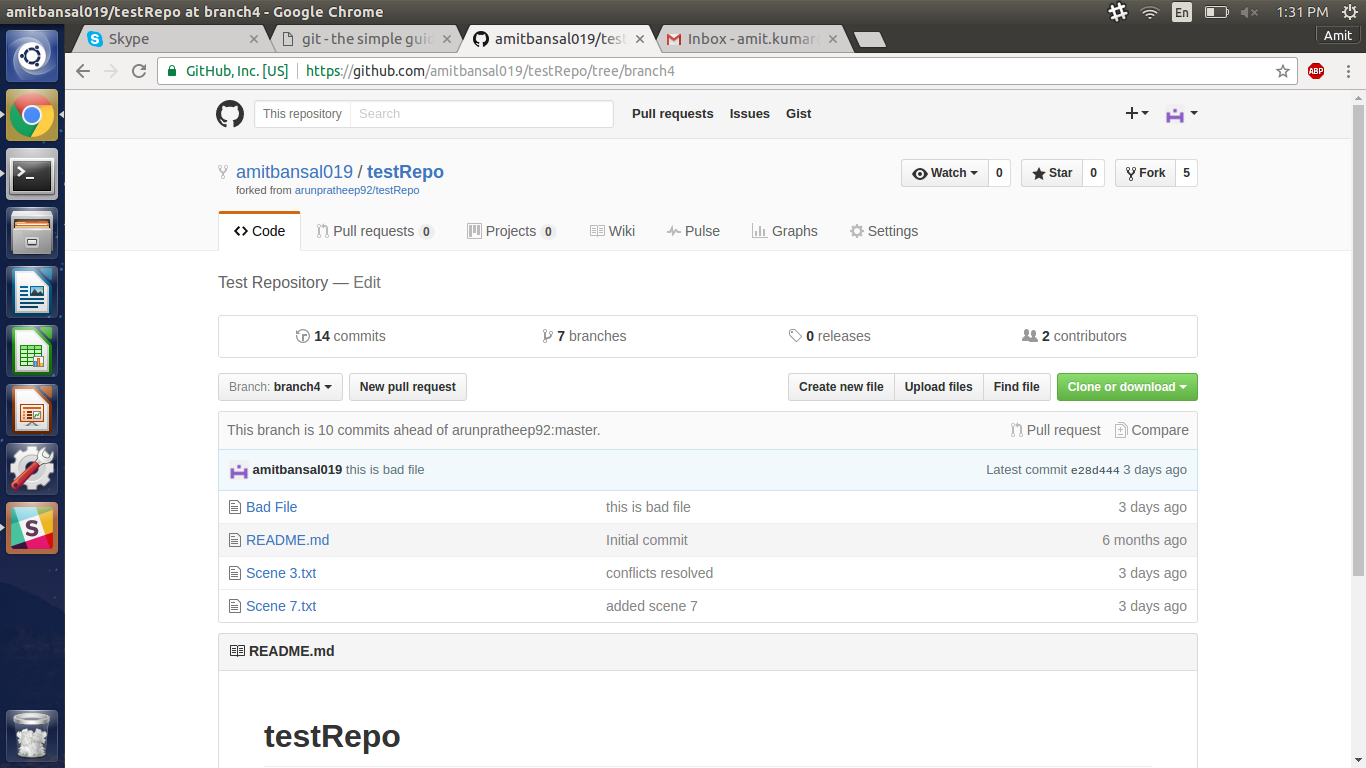 amitbansal019/testRepo at branch4 - Google Chrome
En
1:31 PM
Skype
git - the simple guid
amitbansal019/test
Inbox - amit.kumar
Amit
GitHub, Inc. [US]
https://github.com/amitbansal019/testRepo/tree/branch4
ABP
This repository
Search
Pull requests
Issues
Gist
amitbansal019 / testRepo
forked from arunpratheep92/testRepo
Watch
0
Star
0
Fork
5
Code
Pull requests 0
Projects 0
Wiki
Pulse
Graphs
Settings
Test Repository — Edit
14 commits
7 branches
0 releases
2 contributors
Branch: branch4
New pull request
Create new file
Upload files
Find file
Clone or download
This branch is 10 commits ahead of arunpratheep92:master.
Pull request
Compare
amitbansal019 this is bad file
Latest commit e28d444 3 days ago
Bad File
this is bad file
3 days ago
README.md
Initial commit
6 months ago
Scene 3.txt
conflicts resolved
3 days ago
Scene 7.txt
added scene 7
3 days ago
README.md
testRepo